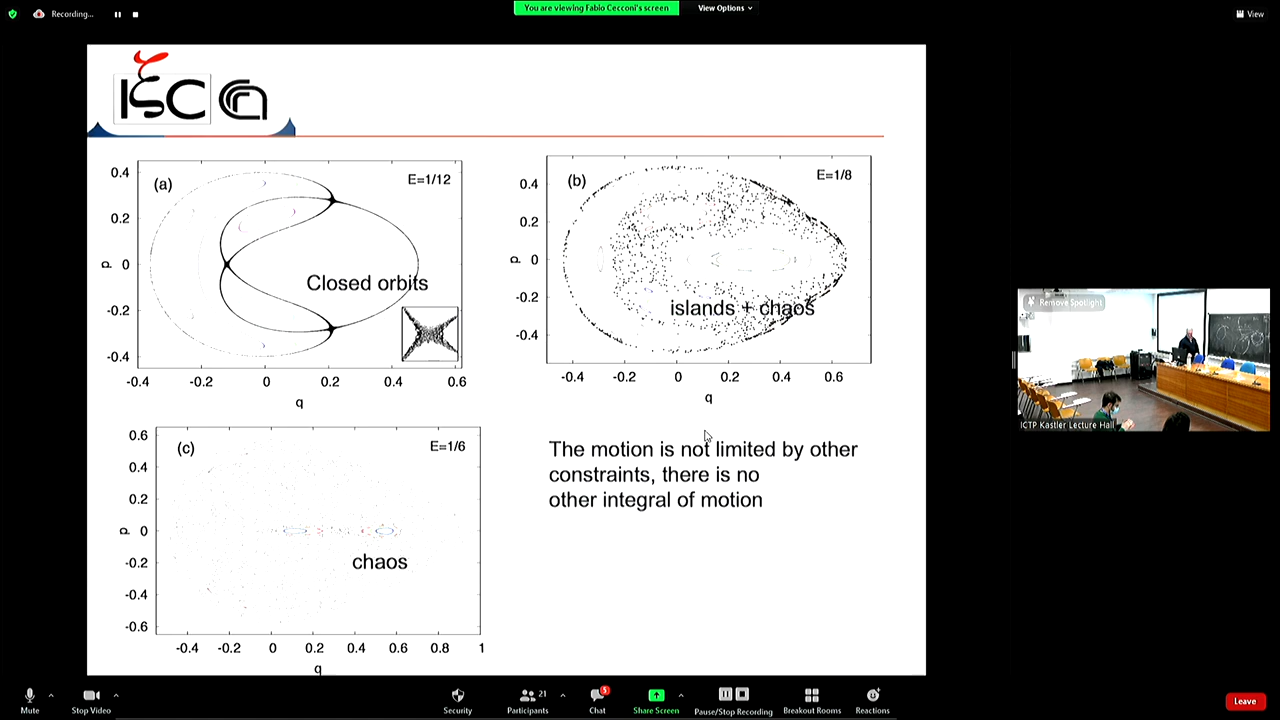 Recording...
You are viewing Fabio Cecconi's screen
View Options
View
ISC
(a)
E=1/12
0.4
0.2
0
-0.2
-0.4
p
Closed orbits
-0.4
-0.2
0
0.2
0.4
0.6
q
(b)
E=1/8
0.4
0.2
0
-0.2
-0.4
p
islands + chaos
-0.4
-0.2
0
0.2
0.4
0.6
q
(c)
E=1/6
0.6
0.4
0.2
0
-0.2
-0.4
-0.6
p
chaos
-0.4
-0.2
0
0.2
0.4
0.6
0.8
1
q
The motion is not limited by other
constraints, there is no
other integral of motion
Remove Spotlight
ICTP Kastler Lecture Hall
Mute
Stop Video
Security
Participants
21
Chat
5
Share Screen
Pause/Stop Recording
Breakout Rooms
Reactions
Leave